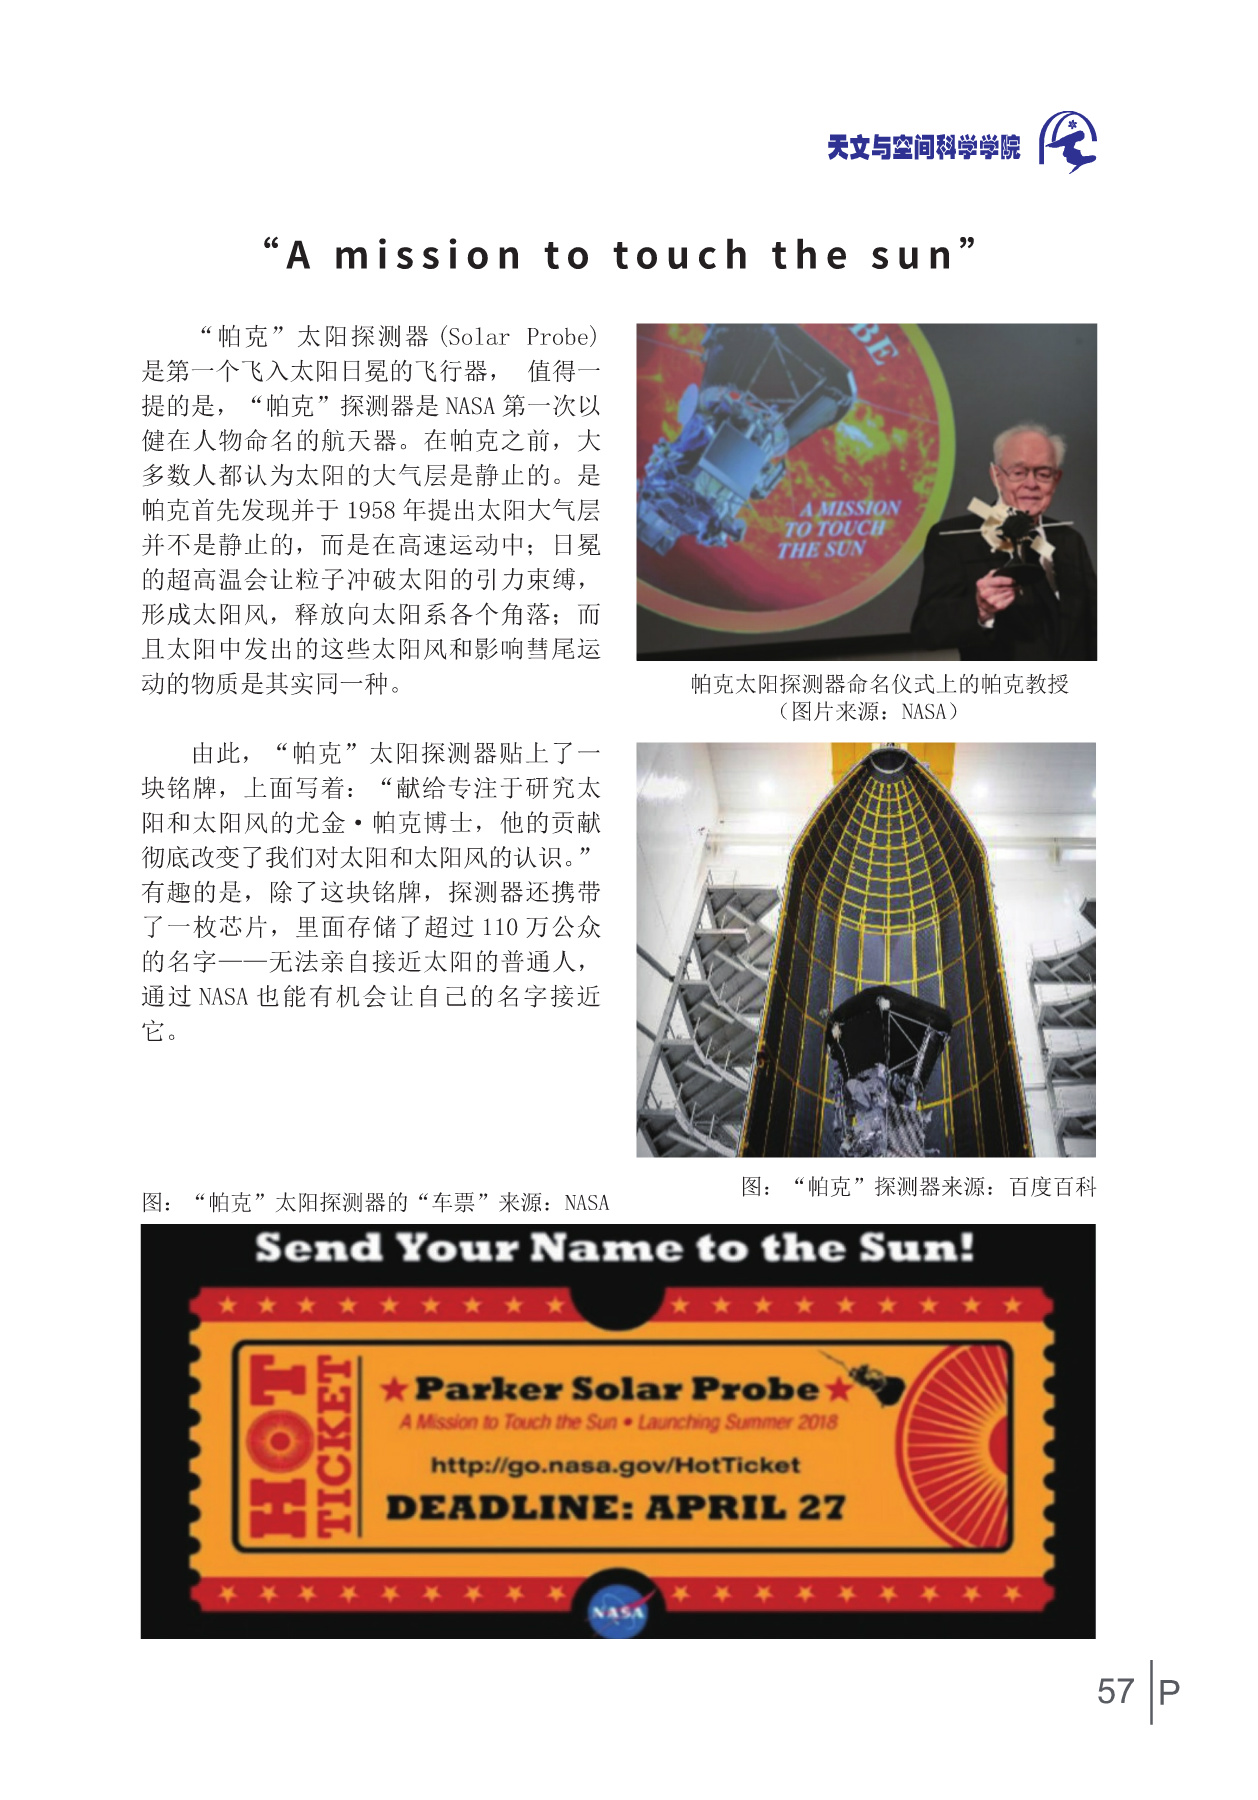 天文与空间科学学院
“A mission to touch the sun”
“帕克”太阳探测器(Solar Probe)
是第一个飞入太阳日冕的飞行器， 值得一
提的是，“帕克”探测器是 NASA 第一次以
健在人物命名的航天器。在帕克之前，大
多数人都认为太阳的大气层是静止的。是
帕克首先发现并于 1958 年提出太阳大气层
并不是静止的，而是在高速运动中；日冕
的超高温会让粒子冲破太阳的引力束缚，
形成太阳风，释放向太阳系各个角落；而
且太阳中发出的这些太阳风和影响彗尾运
动的物质是其实同一种。
由此，“帕克”太阳探测器贴上了一
块铭牌，上面写着：“献给专注于研究太
阳和太阳风的尤金·帕克博士，他的贡献
彻底改变了我们对太阳和太阳风的认识。”
有趣的是，除了这块铭牌，探测器还携带
了一枚芯片，里面存储了超过 110 万公众
的名字——无法亲自接近太阳的普通人，
通过 NASA 也能有机会让自己的名字接近
它。
BE
A MISSION
TO TOUCH
THE SUN
帕克太阳探测器命名仪式上的帕克教授
（图片来源：NASA）
图：“帕克”探测器来源：百度百科
图：“帕克”太阳探测器的“车票”来源：NASA
Send Your Name to the Sun!
HOT
TICKET
Parker Solar Probe
A Mission to Touch the Sun • Launching Summer 2018
http://go.nasa.gov/HotTicket
DEADLINE: APRIL 27
NASA
57 P